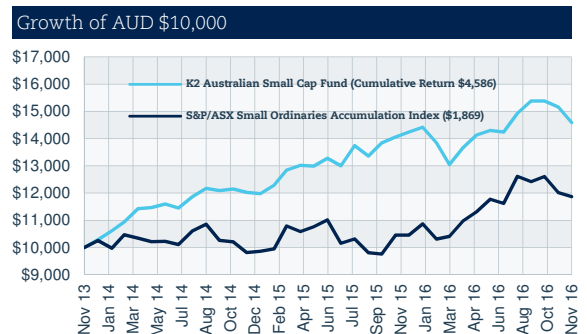 Growth of AUD $10,000
$17,000
$16,000
$15,000
$14,000
$13,000
$12,000
$11,000
$10,000
$9,000
K2 Australian Small Cap Fund (Cumulative Return $4,586)
S&P/ASX Small Ordinaries Accumulation Index ($1,869)
Nov 13
Jan 14
Mar 14
May 14
Jul 14
Aug 14
Oct 14
Dec 14
Feb 15
Apr 15
Jun 15
Jul 15
Sep 15
Nov 15
Jan 16
Mar 16
May 16
Jun 16
Aug 16
Oct 16
Nov 16